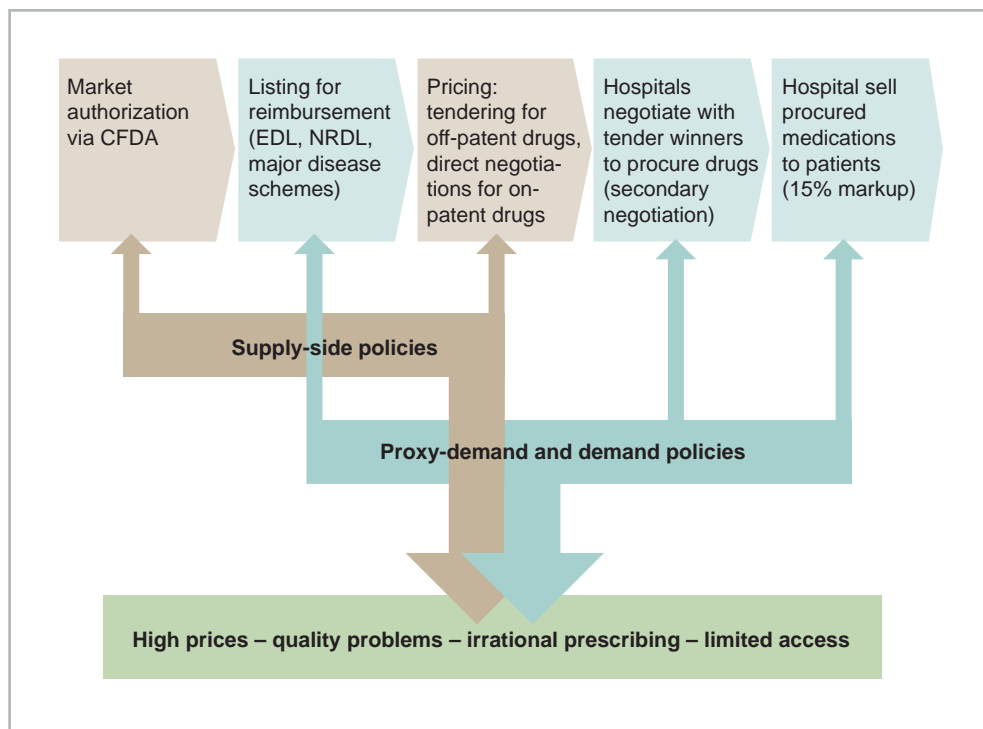 Market
authorization
via CFDA
Listing for
reimbursement
(EDL, NRDL,
major disease
schemes)
Pricing:
tendering for
off-patent drugs,
direct negotia-
tions for on-
patent drugs
Hospitals
negotiate with
tender winners
to procure drugs
(secondary
negotiation)
Hospital sell
procured
medications
to patients
(15% markup)
Supply-side policies
Proxy-demand and demand policies
High prices – quality problems – irrational prescribing – limited access